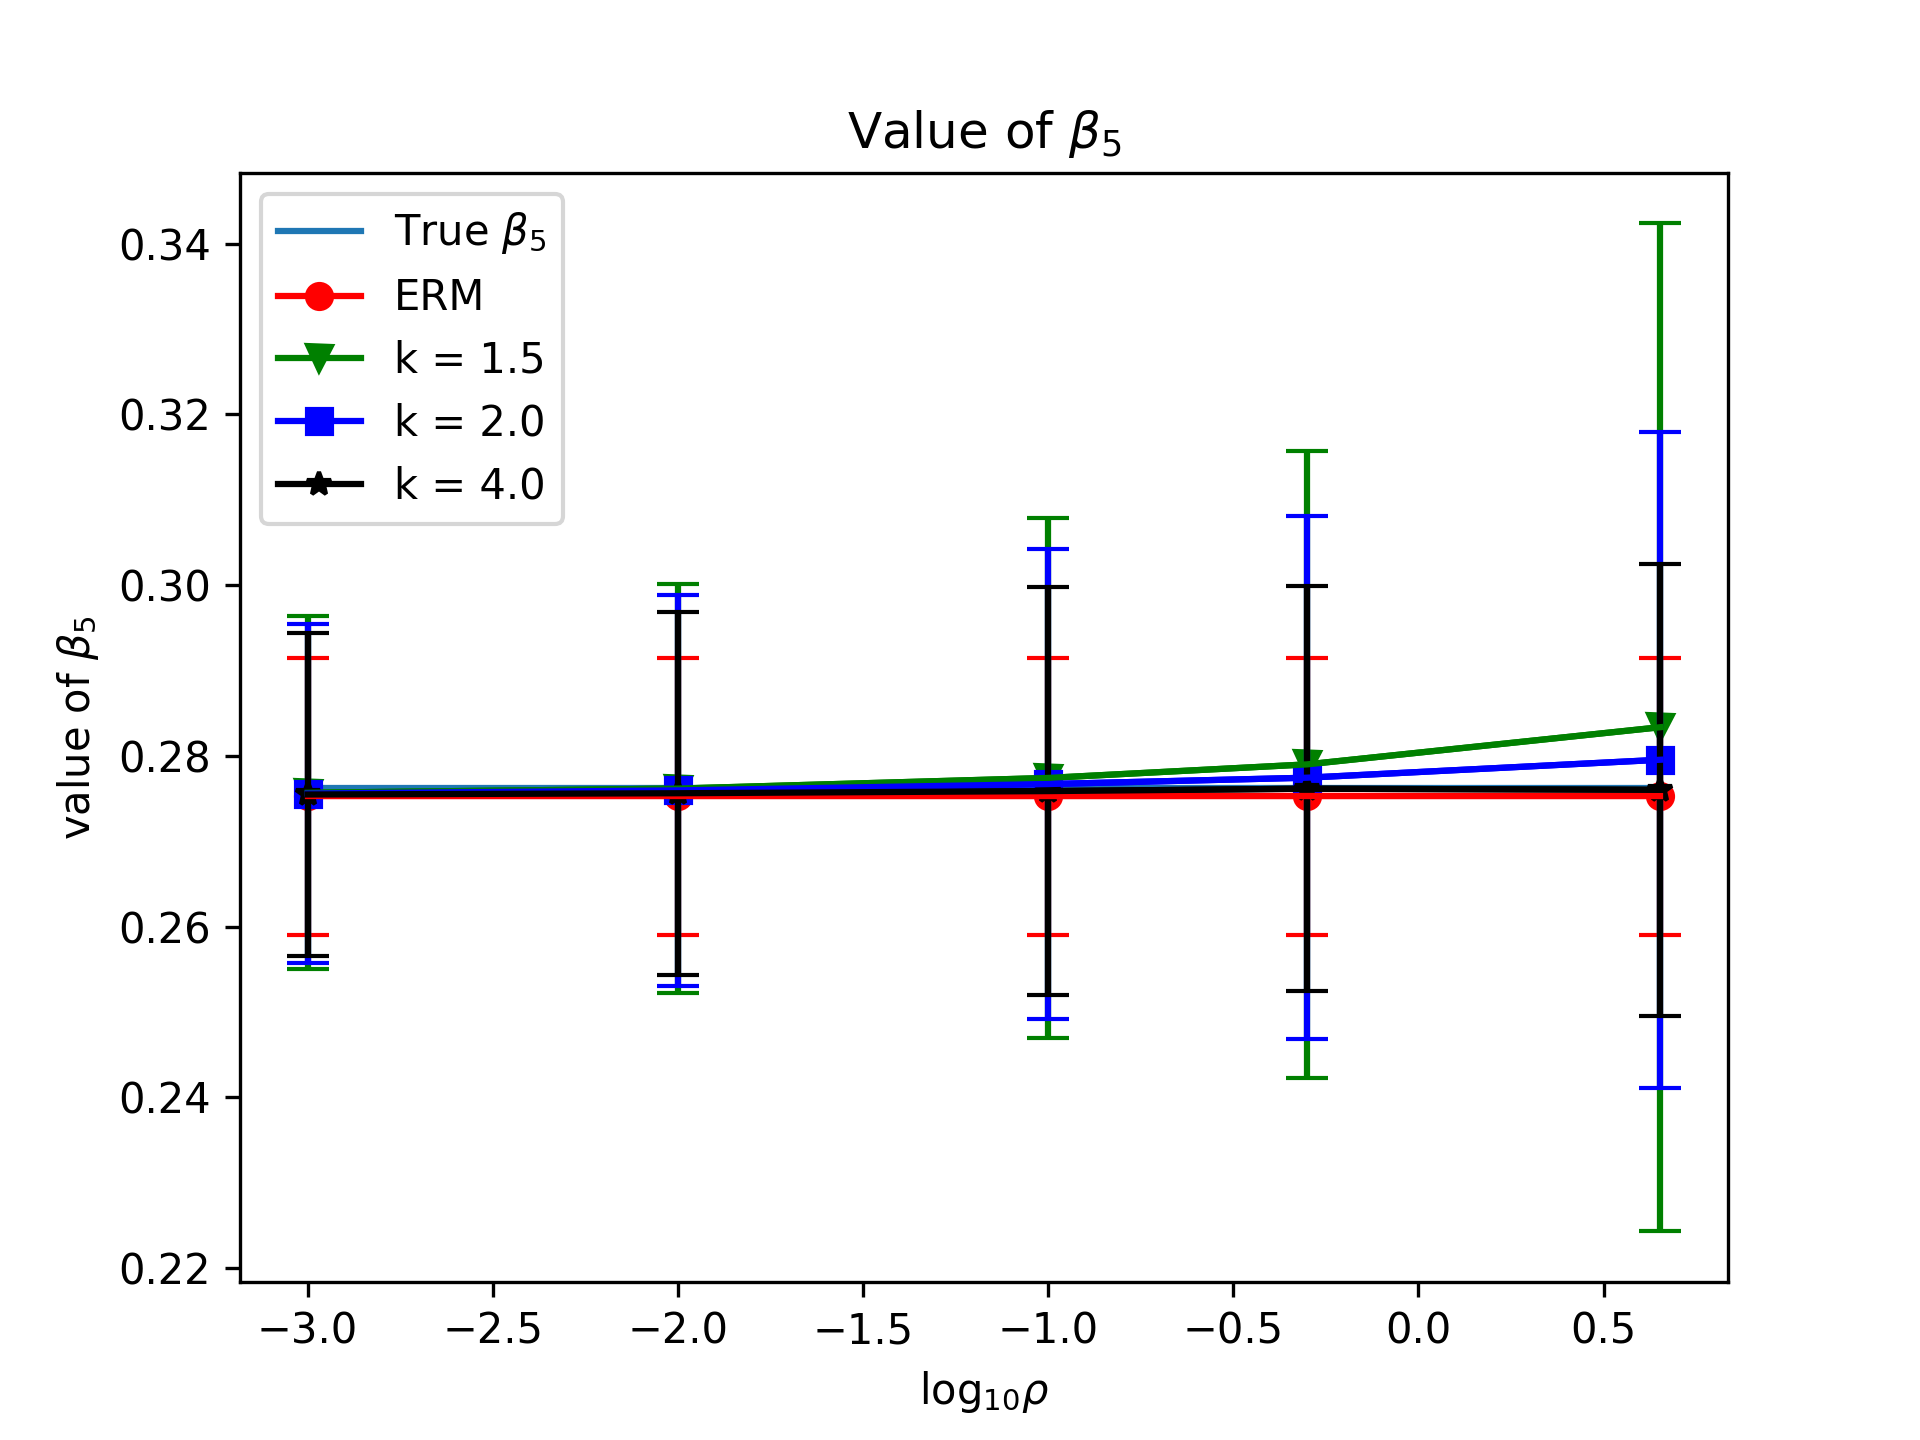 Value of β₅
True β₅
ERM
k = 1.5
k = 2.0
k = 4.0
value of β₅
0.34
0.32
0.30
0.28
0.26
0.24
0.22
−3.0 −2.5 −2.0 −1.5 −1.0 −0.5 0.0 0.5
log₁₀ρ